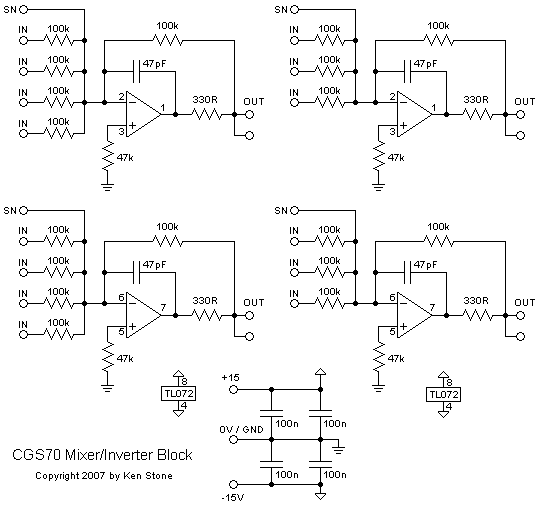 SN
IN 100k
IN 100k
IN 100k
IN 100k
100k
47pF
2
3
1
330R
OUT
47k
SN
IN 100k
IN 100k
IN 100k
IN 100k
100k
47pF
2
3
1
330R
OUT
47k
SN
IN 100k
IN 100k
IN 100k
IN 100k
100k
47pF
6
5
7
330R
OUT
47k
SN
IN 100k
IN 100k
IN 100k
IN 100k
100k
47pF
6
5
7
330R
OUT
47k
8
TL072
4
+15
100n 100n
0V / GND
100n 100n
-15V
8
TL072
4
CGS70 Mixer/Inverter Block
Copyright 2007 by Ken Stone